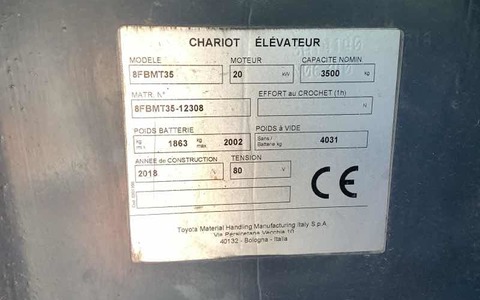 CHARIOT ÉLÉVATEUR
MODELE MOTEUR CAPACITE NOMIN
8FBMT35 20 kW 3500 kg
MATR. N° EFFORT au CROCHET (1h)
8FBMT35-12308 N
POIDS BATTERIE POIDS à VIDE
kg min. 1863 kg max. 2002 Sans / Batterie kg 4031
ANNEE de CONSTRUCTION TENSION
2018 80 V
CE
Toyota Material Handling Manufacturing Italy S.p.A.
Via Persicetana Vecchia 10
40132 - Bologna - Italia